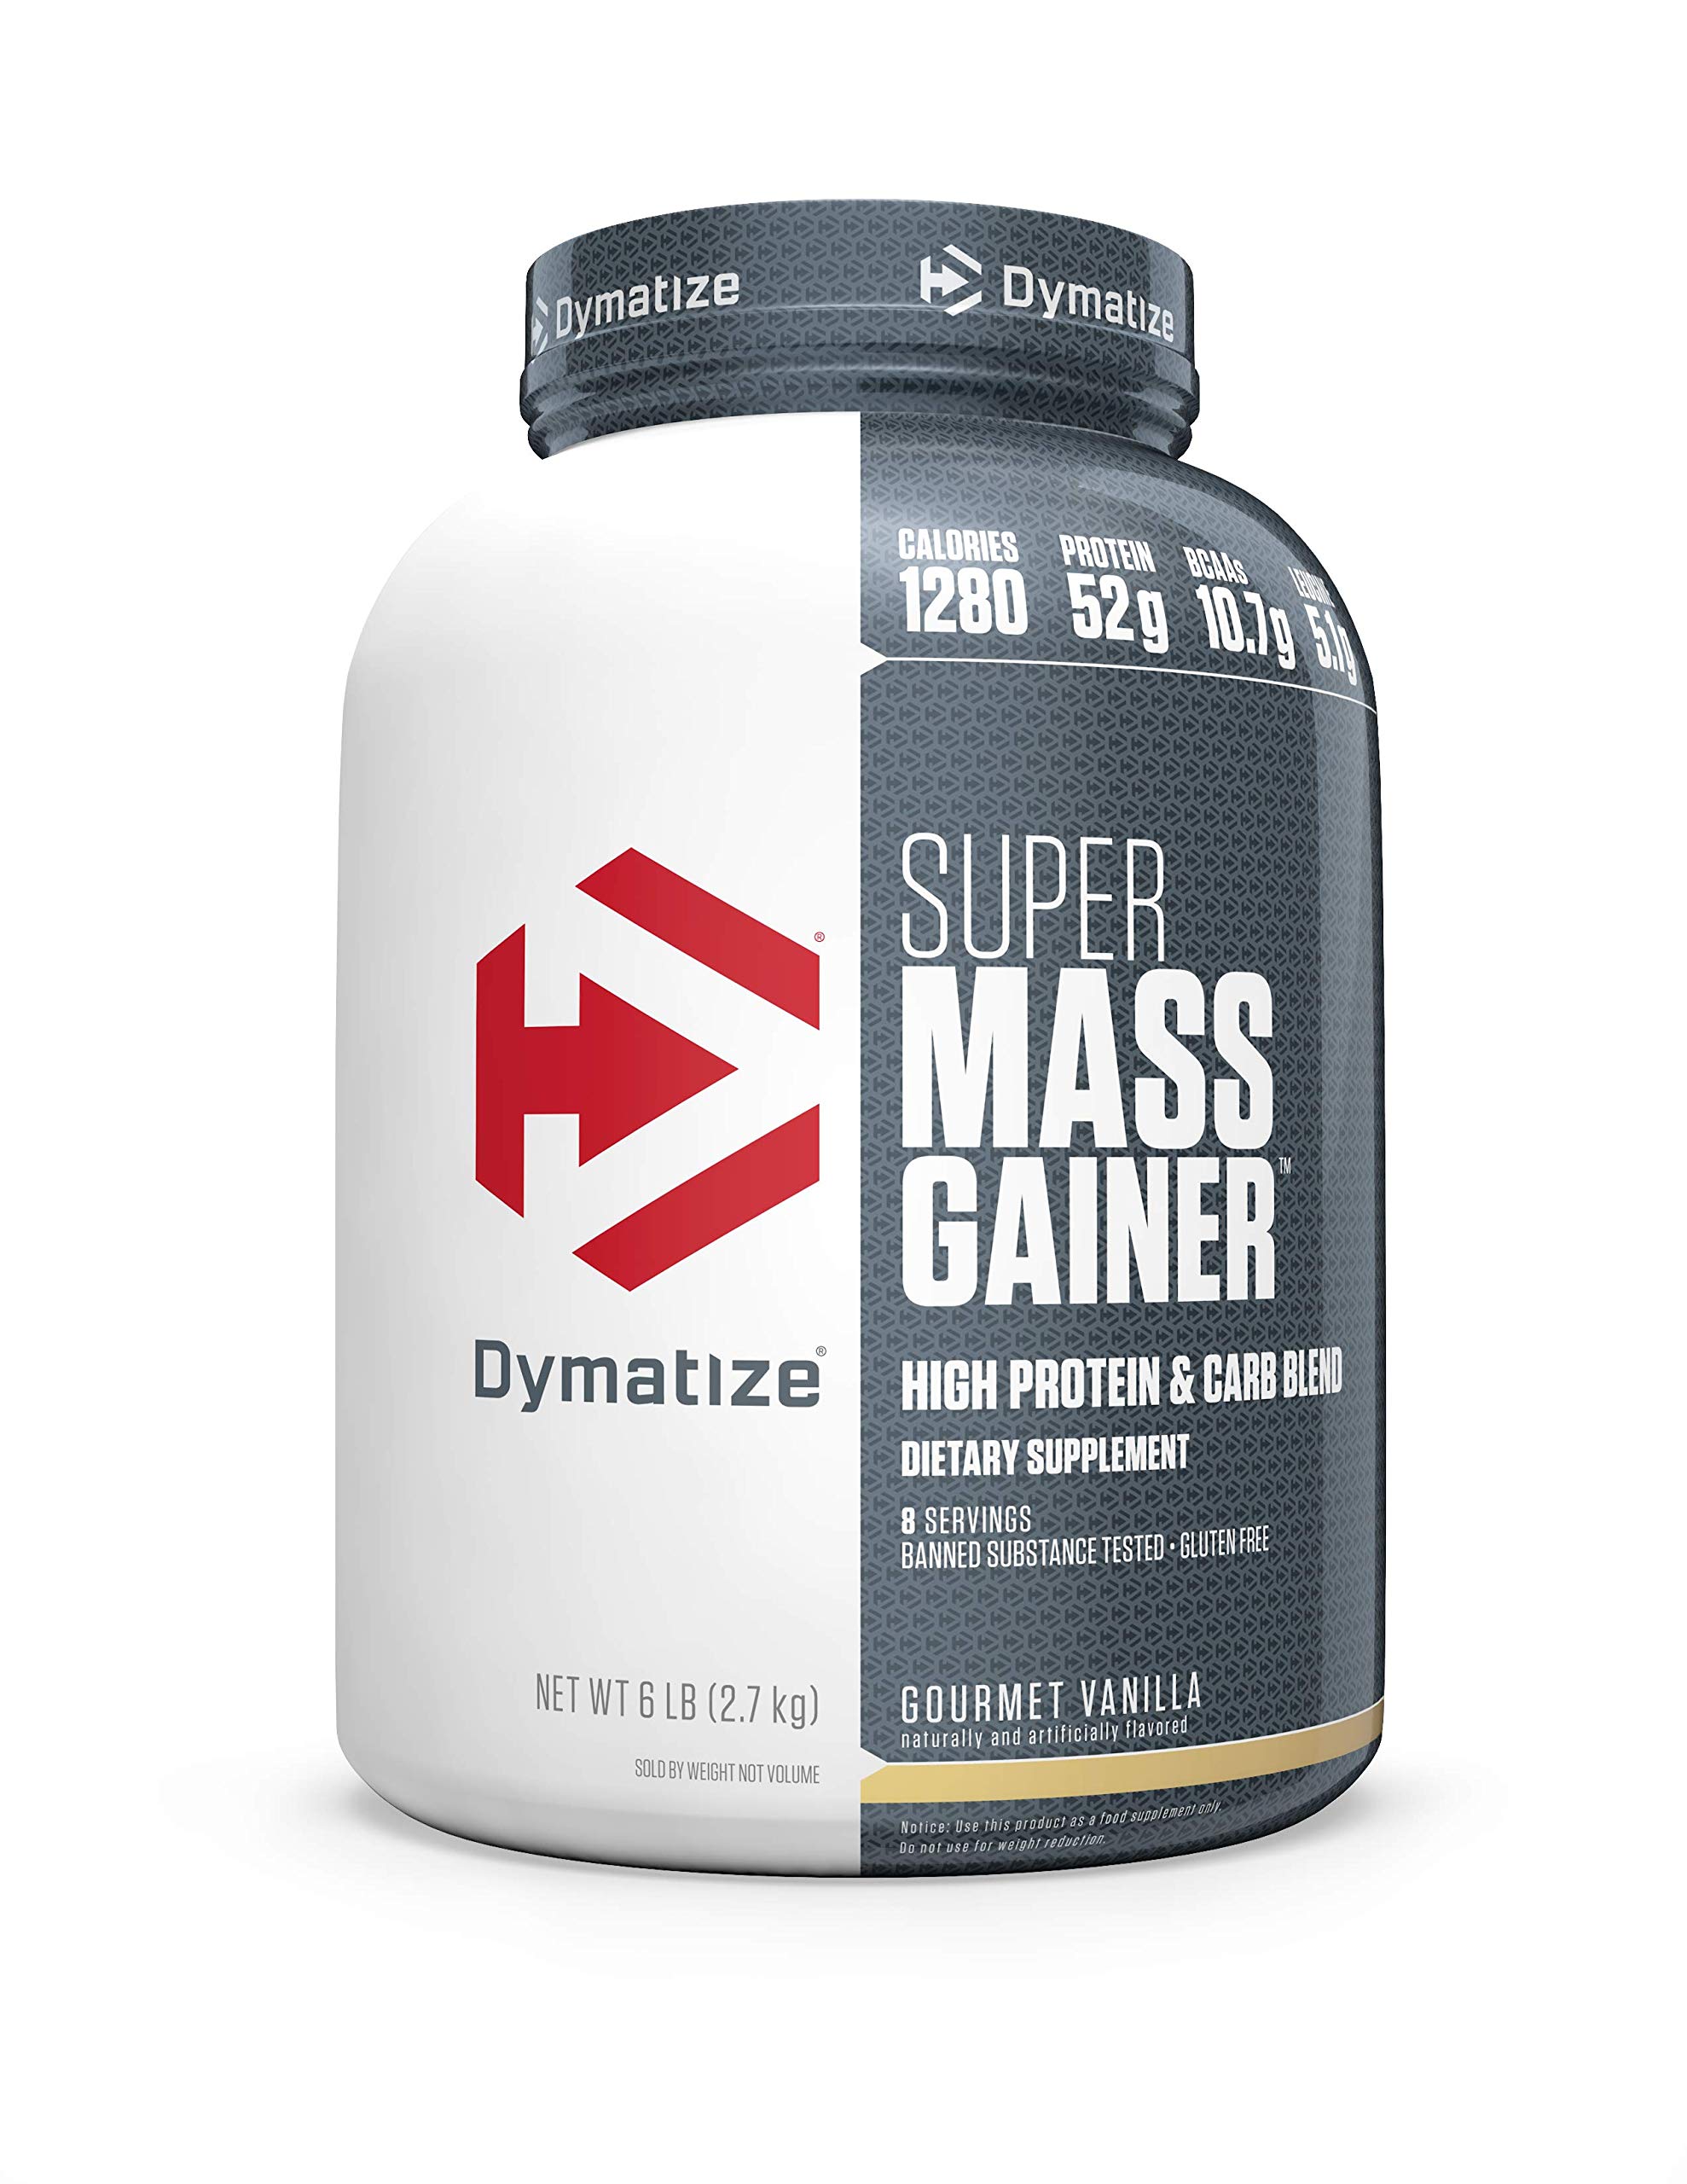 Dymatize
Dymatize
CALORIES PROTEIN BCAAs LEUCINE
1280 52g 10.7g 5.1g
SUPER
MASS
GAINER™
HIGH PROTEIN & CARB BLEND
DIETARY SUPPLEMENT
8 SERVINGS
BANNED SUBSTANCE TESTED • GLUTEN FREE
GOURMET VANILLA
naturally and artificially flavored
Notice: Use this product as a food supplement only.
Do not use for weight reduction.
®
Dymatize®
NET WT 6 LB (2.7 kg)
SOLD BY WEIGHT NOT VOLUME